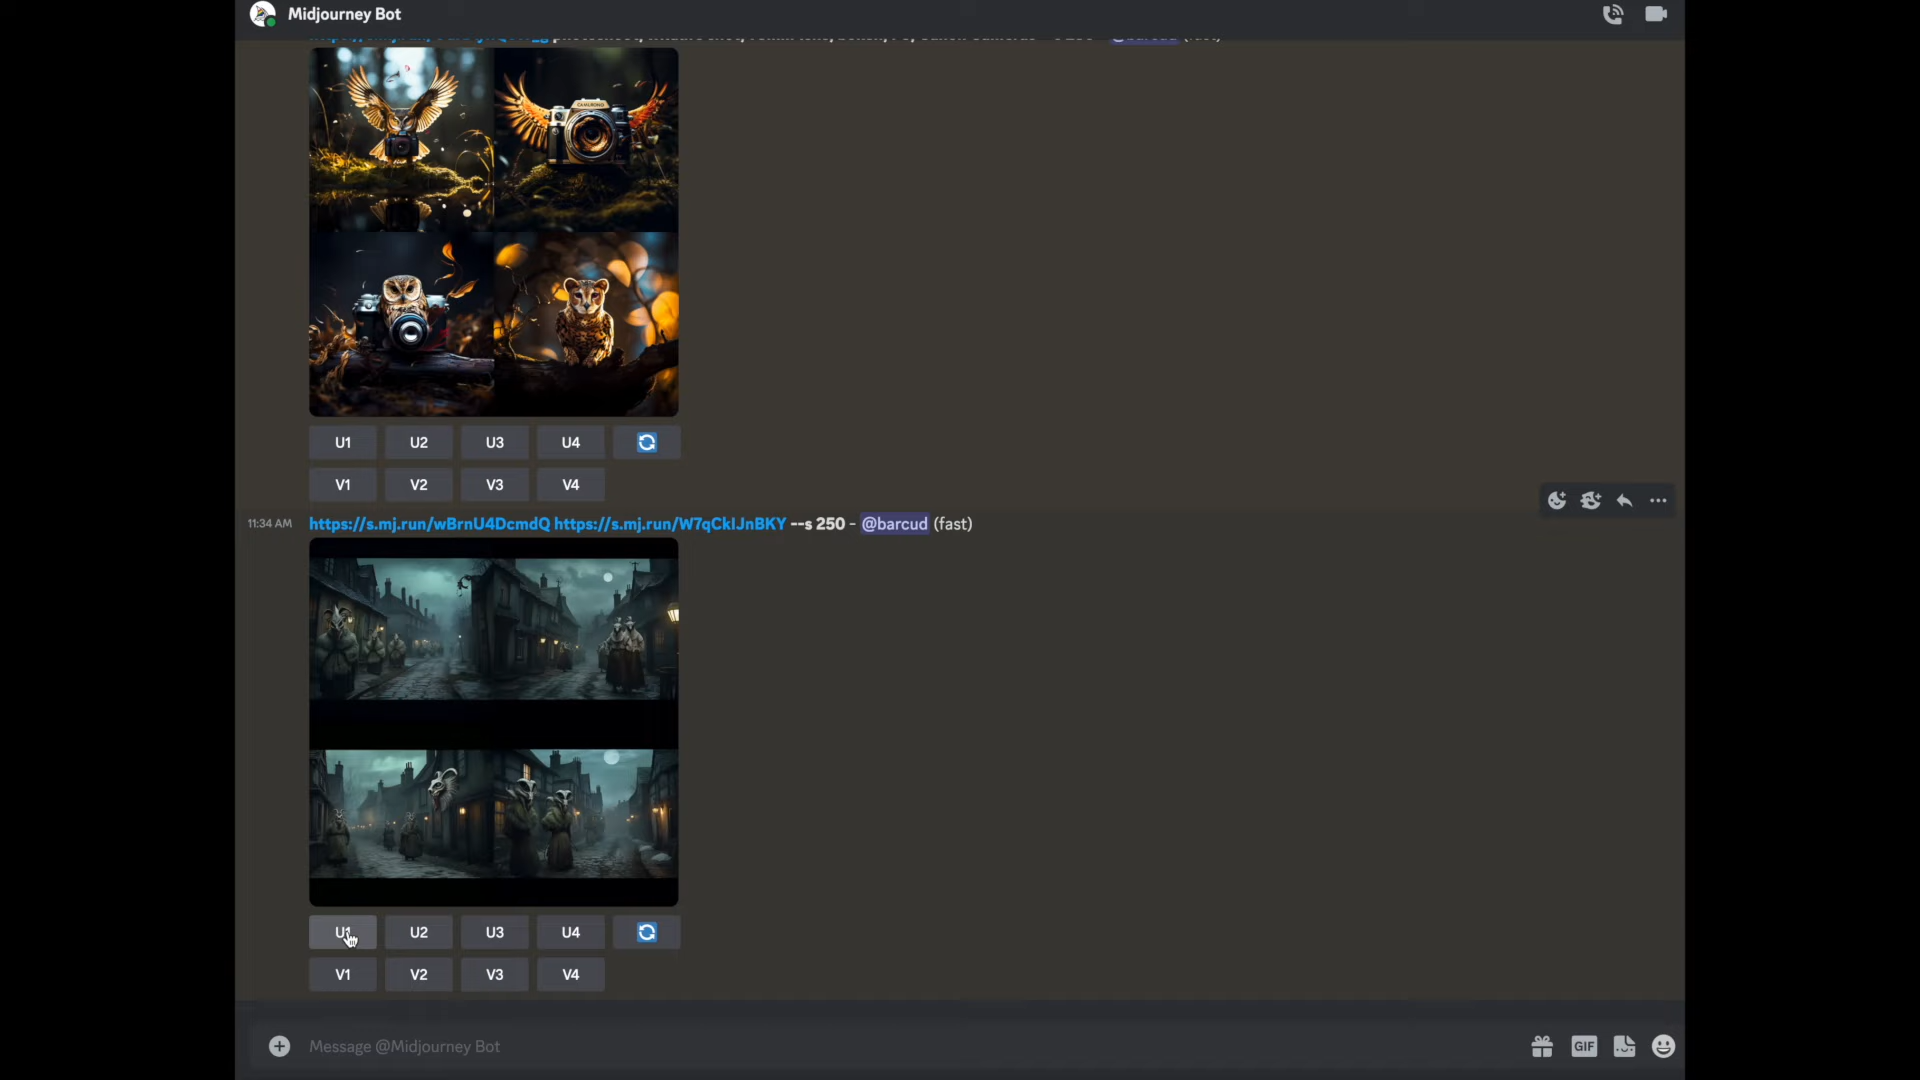 Midjourney Bot
U1 U2 U3 U4
V1 V2 V3 V4
11:34 AM https://s.mj.run/wBrnU4DcmdQ https://s.mj.run/W7qCkIJnBKY --s 250 - @barcud (fast)
U1 U2 U3 U4
V1 V2 V3 V4
Message @Midjourney Bot
GIF